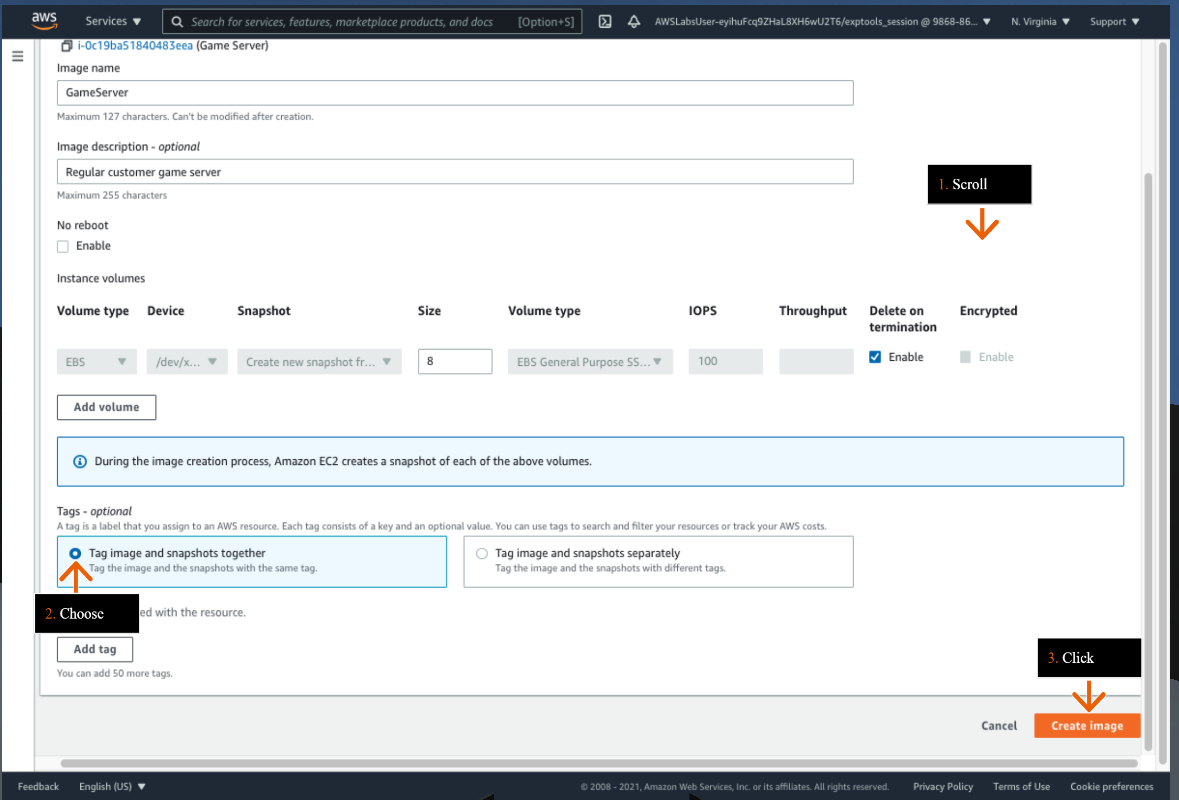 aws
Services
Search for services, features, marketplace products, and docs [Option+S]
AWSLabsUser-eyihuFcq9ZHaL8XH6wU2T6/exptools_session @ 9868-86...
N. Virginia
Support
i-0c19ba51840483eea (Game Server)
Image name
GameServer
Maximum 127 characters. Can't be modified after creation.
Image description - optional
Regular customer game server
Maximum 255 characters
1. Scroll
No reboot
Enable
Instance volumes
Volume type Device Snapshot Size Volume type IOPS Throughput Delete on termination Encrypted
EBS /dev/x... Create new snapshot fr... 8 EBS General Purpose SS... 100 Enable Enable
Add volume
During the image creation process, Amazon EC2 creates a snapshot of each of the above volumes.
Tags - optional
A tag is a label that you assign to an AWS resource. Each tag consists of a key and an optional value. You can use tags to search and filter your resources or track your AWS costs.
Tag image and snapshots together
Tag the image and the snapshots with the same tag.
Tag image and snapshots separately
Tag the image and the snapshots with different tags.
2. Choose
ed with the resource.
Add tag
You can add 50 more tags.
3. Click
Cancel
Create image
Feedback
English (US)
© 2008 - 2021, Amazon Web Services, Inc. or its affiliates. All rights reserved.
Privacy Policy
Terms of Use
Cookie preferences